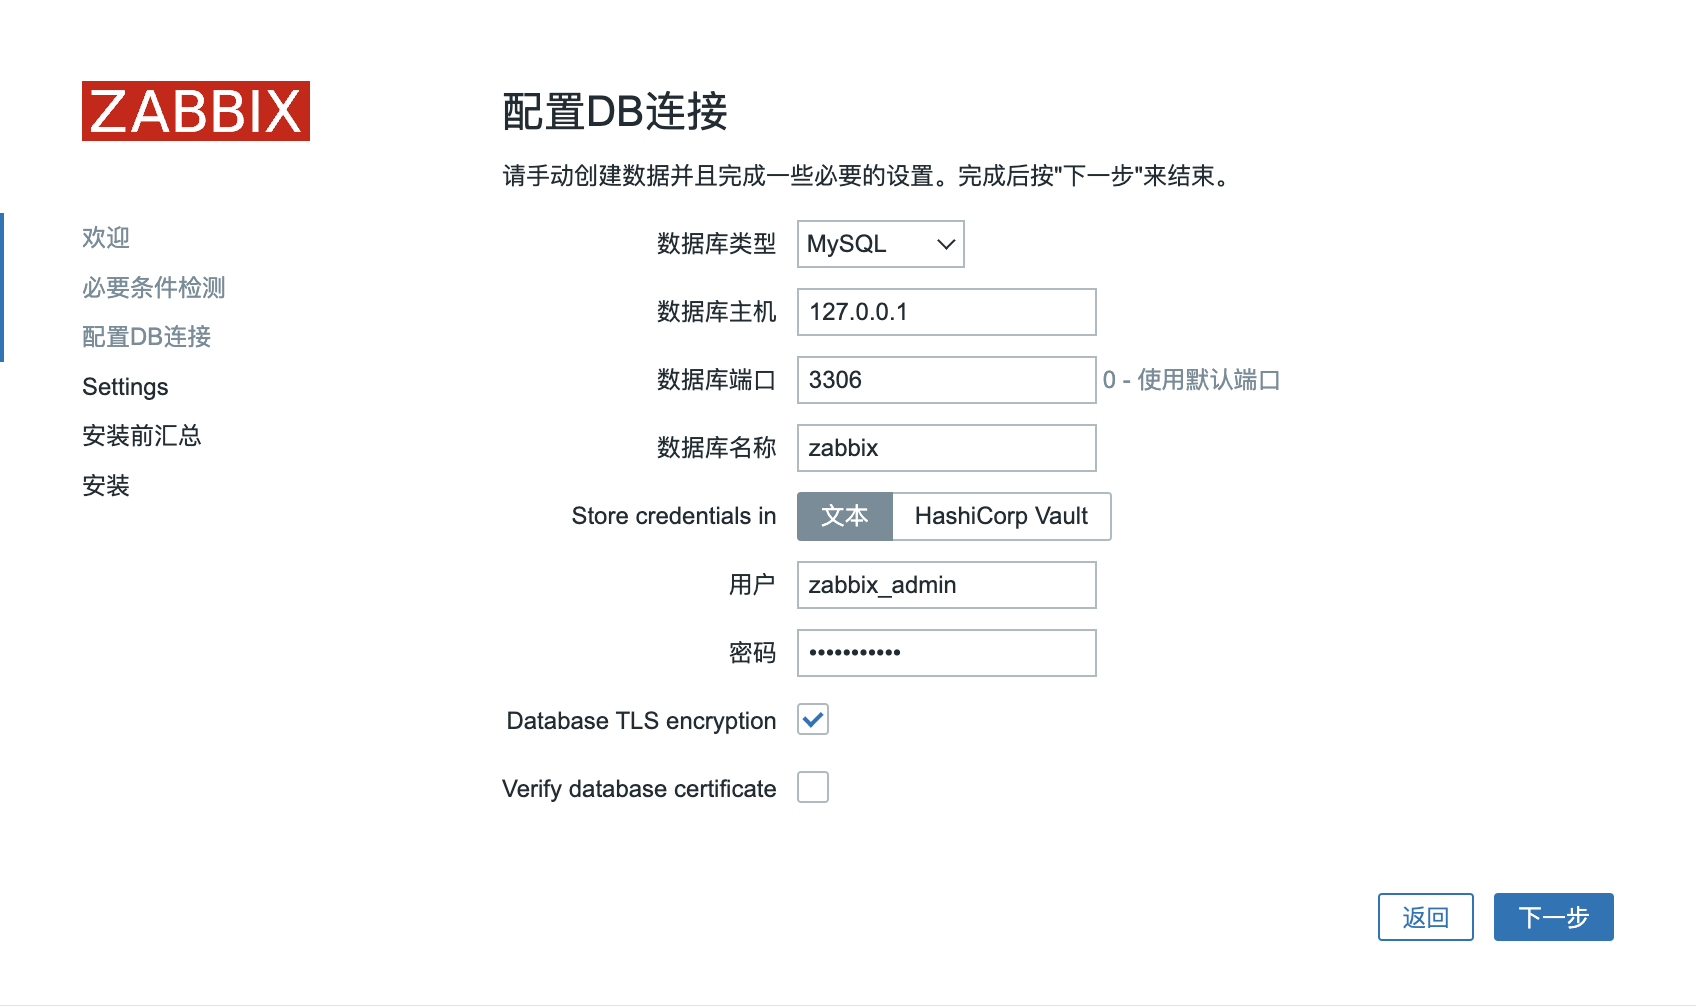 ZABBIX
欢迎
必要条件检测
配置DB连接
Settings
安装前汇总
安装
配置DB连接
请手动创建数据并且完成一些必要的设置。完成后按"下一步"来结束。
数据库类型 MySQL
数据库主机 127.0.0.1
数据库端口 3306 0 - 使用默认端口
数据库名称 zabbix
Store credentials in 文本 HashiCorp Vault
用户 zabbix_admin
密码 •••••••••••
Database TLS encryption
Verify database certificate
返回 下一步